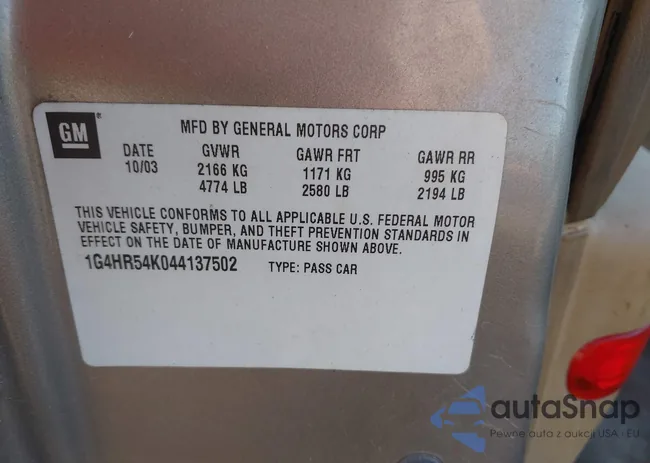 GM
MFD BY GENERAL MOTORS CORP
DATE GVWR GAWR FRT GAWR RR
10/03 2166 KG 1171 KG 995 KG
4774 LB 2580 LB 2194 LB
THIS VEHICLE CONFORMS TO ALL APPLICABLE U.S. FEDERAL MOTOR
VEHICLE SAFETY, BUMPER, AND THEFT PREVENTION STANDARDS IN
EFFECT ON THE DATE OF MANUFACTURE SHOWN ABOVE.
1G4HR54K044137502 TYPE: PASS CAR
autaSnap
Pewne auta z aukcji USA - EU